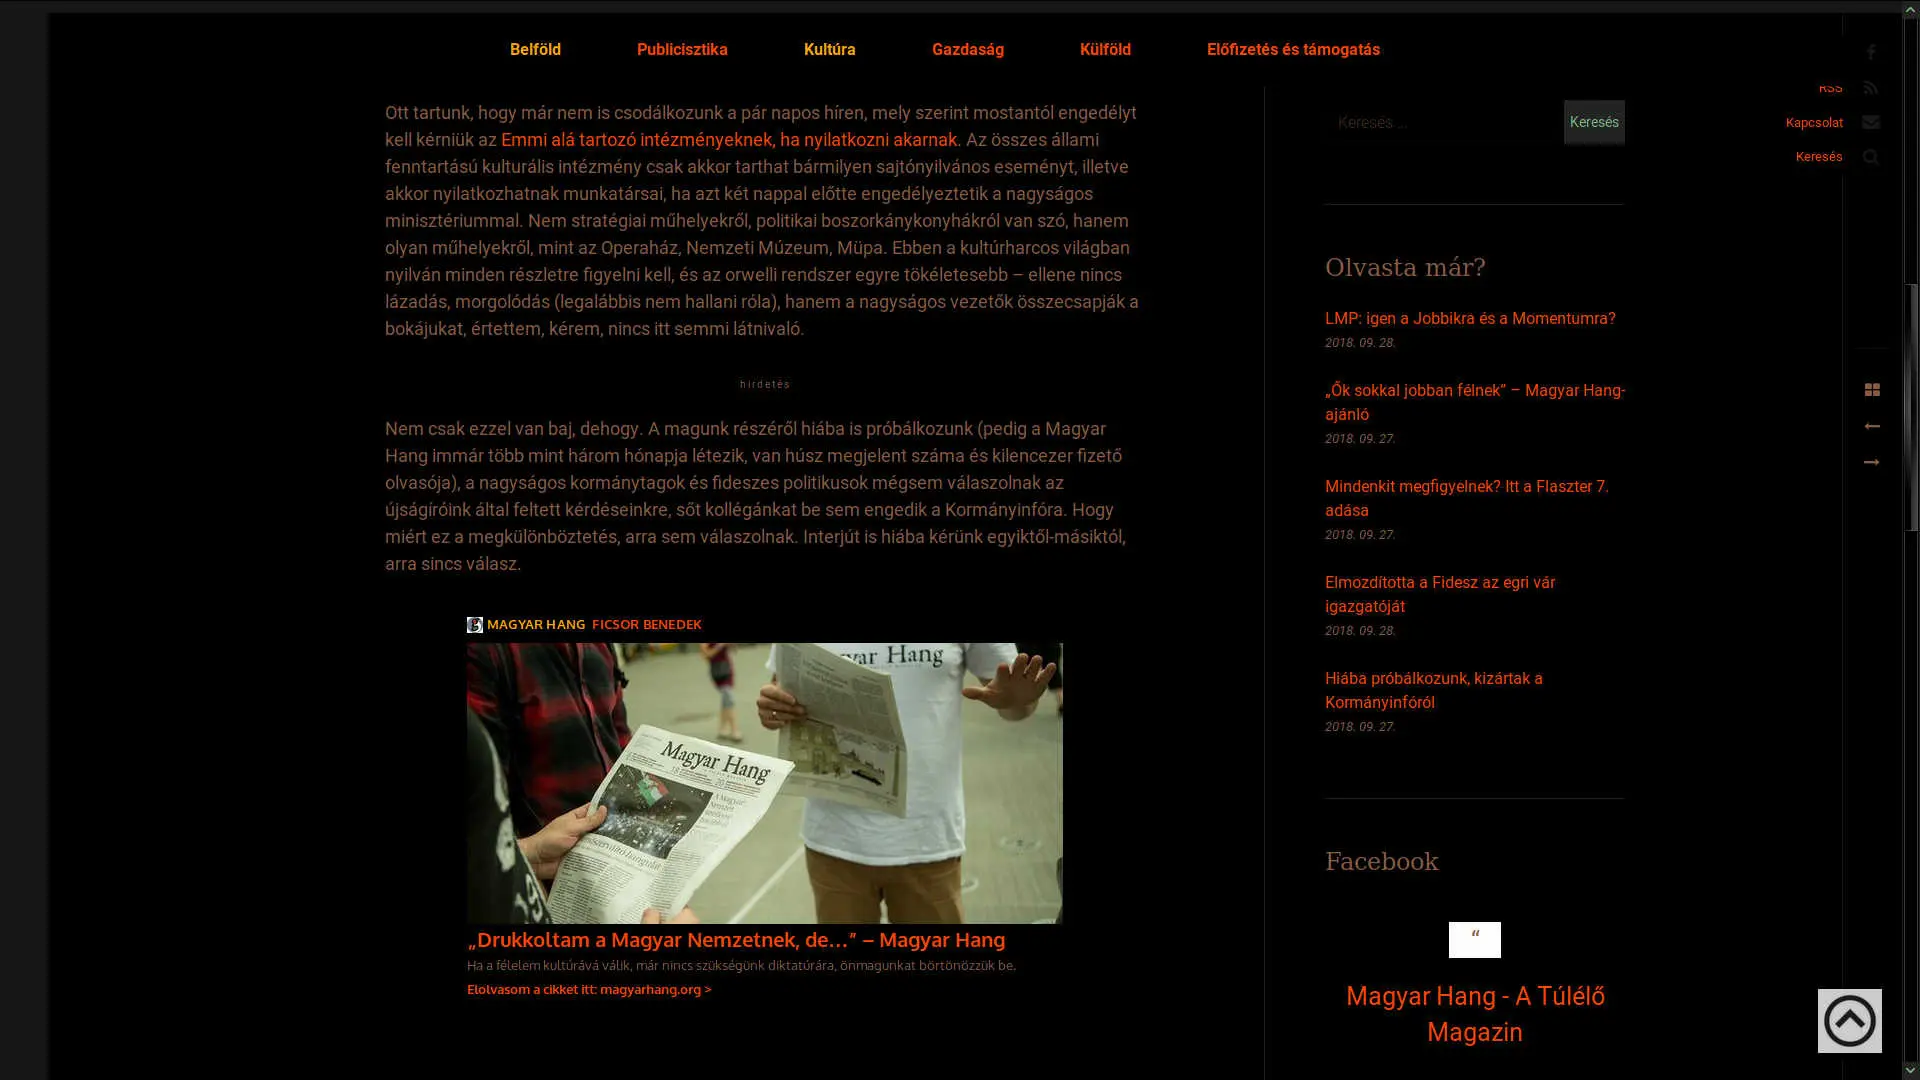 Belföld Publicisztika Kultúra Gazdaság Külföld Előfizetés és támogatás
Ott tartunk, hogy már nem is csodálkozunk a pár napos híren, mely szerint mostantól engedélyt
kell kérniük az Emmi alá tartozó intézményeknek, ha nyilatkozni akarnak. Az összes állami
fenntartású kulturális intézmény csak akkor tarthat bármilyen sajtónyilvános eseményt, illetve
akkor nyilatkozhatnak munkatársai, ha azt két nappal előtte engedélyeztetik a nagyságos
minisztériummal. Nem stratégiai műhelyekről, politikai boszorkánykonyhákról van szó, hanem
olyan műhelyekről, mint az Operaház, Nemzeti Múzeum, Müpa. Ebben a kultúrharcos világban
nyilván minden részletre figyelni kell, és az orwelli rendszer egyre tökéletesebb – ellene nincs
lázadás, morgolódás (legalábbis nem hallani róla), hanem a nagyságos vezetők összecsapják a
bokájukat, értettem, kérem, nincs itt semmi látnivaló.
hirdetés
Nem csak ezzel van baj, dehogy. A magunk részéről hiába is próbálkozunk (pedig a Magyar
Hang immár több mint három hónapja létezik, van húsz megjelent száma és kilencezer fizető
olvasója), a nagyságos kormánytagok és fideszes politikusok mégsem válaszolnak az
újságíróink által feltett kérdéseinkre, sőt kollégánkat be sem engedik a Kormányinfóra. Hogy
miért ez a megkülönböztetés, arra sem válaszolnak. Interjút is hiába kérünk egyiktől-másiktól,
arra sincs válasz.
MAGYAR HANG FICSOR BENEDEK
yar Hang
Magyar Hang
„Drukkoltam a Magyar Nemzetnek, de…” – Magyar Hang
Ha a félelem kultúrává válik, már nincs szükségünk diktatúrára, önmagunkat börtönözzük be.
Elolvasom a cikket itt: magyarhang.org >
Keresés ...
Keresés
Olvasta már?
LMP: igen a Jobbikra és a Momentumra?
2018. 09. 28.
„Ők sokkal jobban félnek” – Magyar Hang-
ajánló
2018. 09. 27.
Mindenkit megfigyelnek? Itt a Flaszter 7.
adása
2018. 09. 27.
Elmozdította a Fidesz az egri vár
igazgatóját
2018. 09. 28.
Hiába próbálkozunk, kizártak a
Kormányinfóról
2018. 09. 27.
Facebook
“
Magyar Hang - A Túlélő
Magazin
RSS
Kapcsolat
Keresés